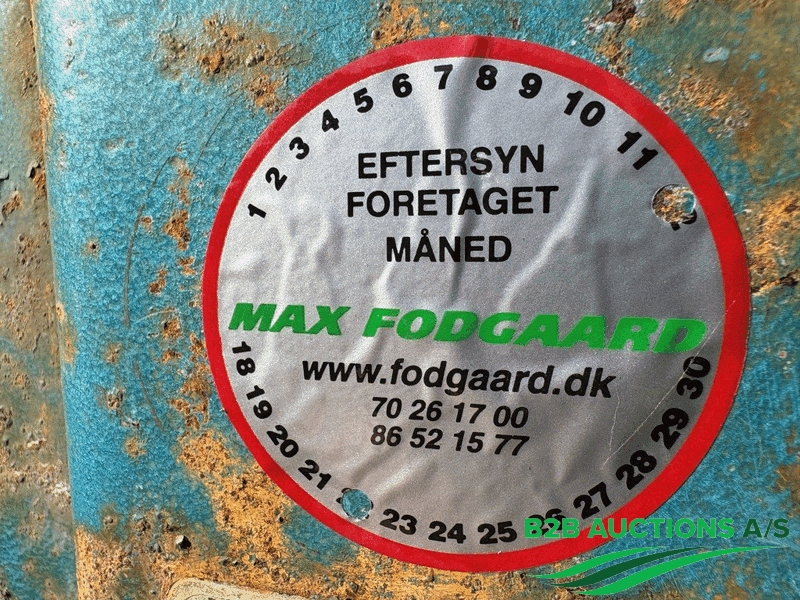 1 2 3 4 5 6 7 8 9 10 11
EFTERSYN
FORETAGET
MÅNED
MAX FODGAARD
www.fodgaard.dk
70 26 17 00
86 52 15 77
18 19 20 21 23 24 25 26 27 28 29 30
B2B AUCTIONS A/S